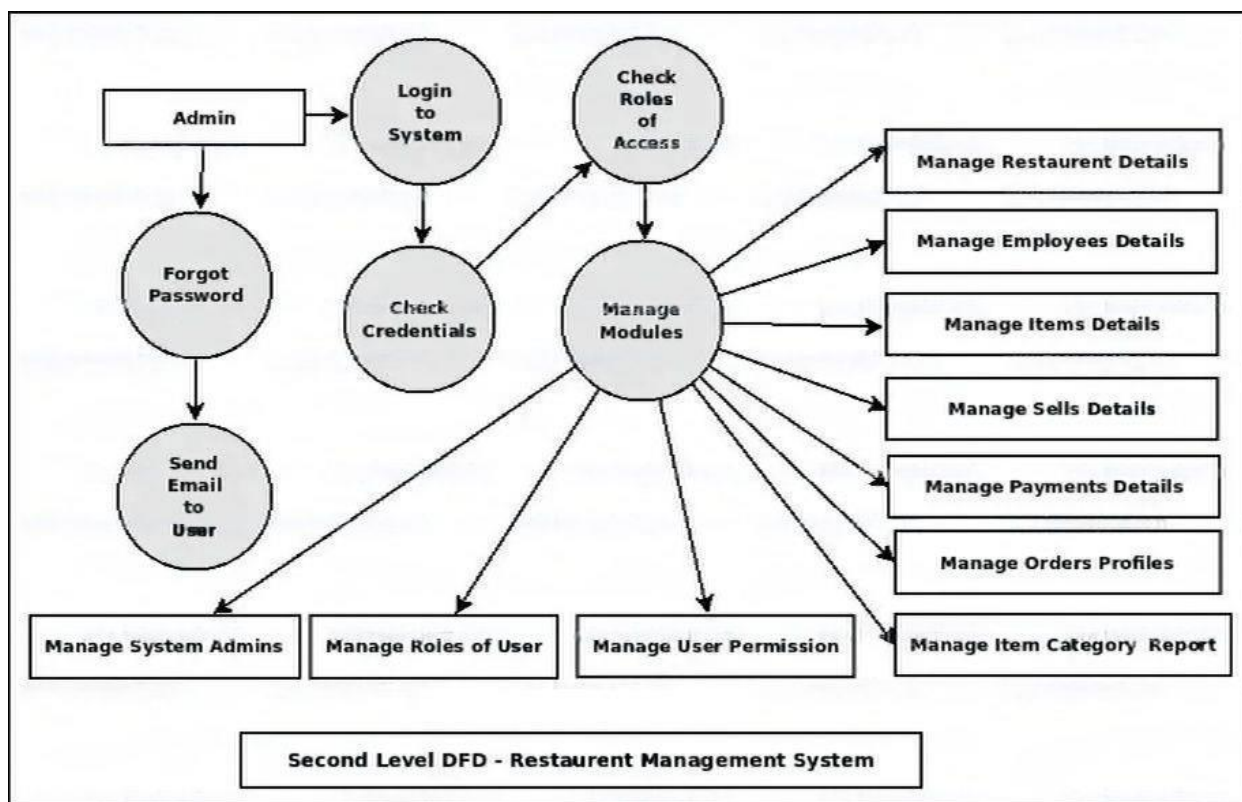 Admin
Login
to
System
Check
Roles
of
Access
Manage Restaurent Details
Manage Employees Details
Forgot
Password
Check
Credentials
Manage
Modules
Manage Items Details
Manage Sells Details
Send
Email
to
User
Manage Payments Details
Manage Orders Profiles
Manage System Admins
Manage Roles of User
Manage User Permission
Manage Item Category Report
Second Level DFD - Restaurent Management System